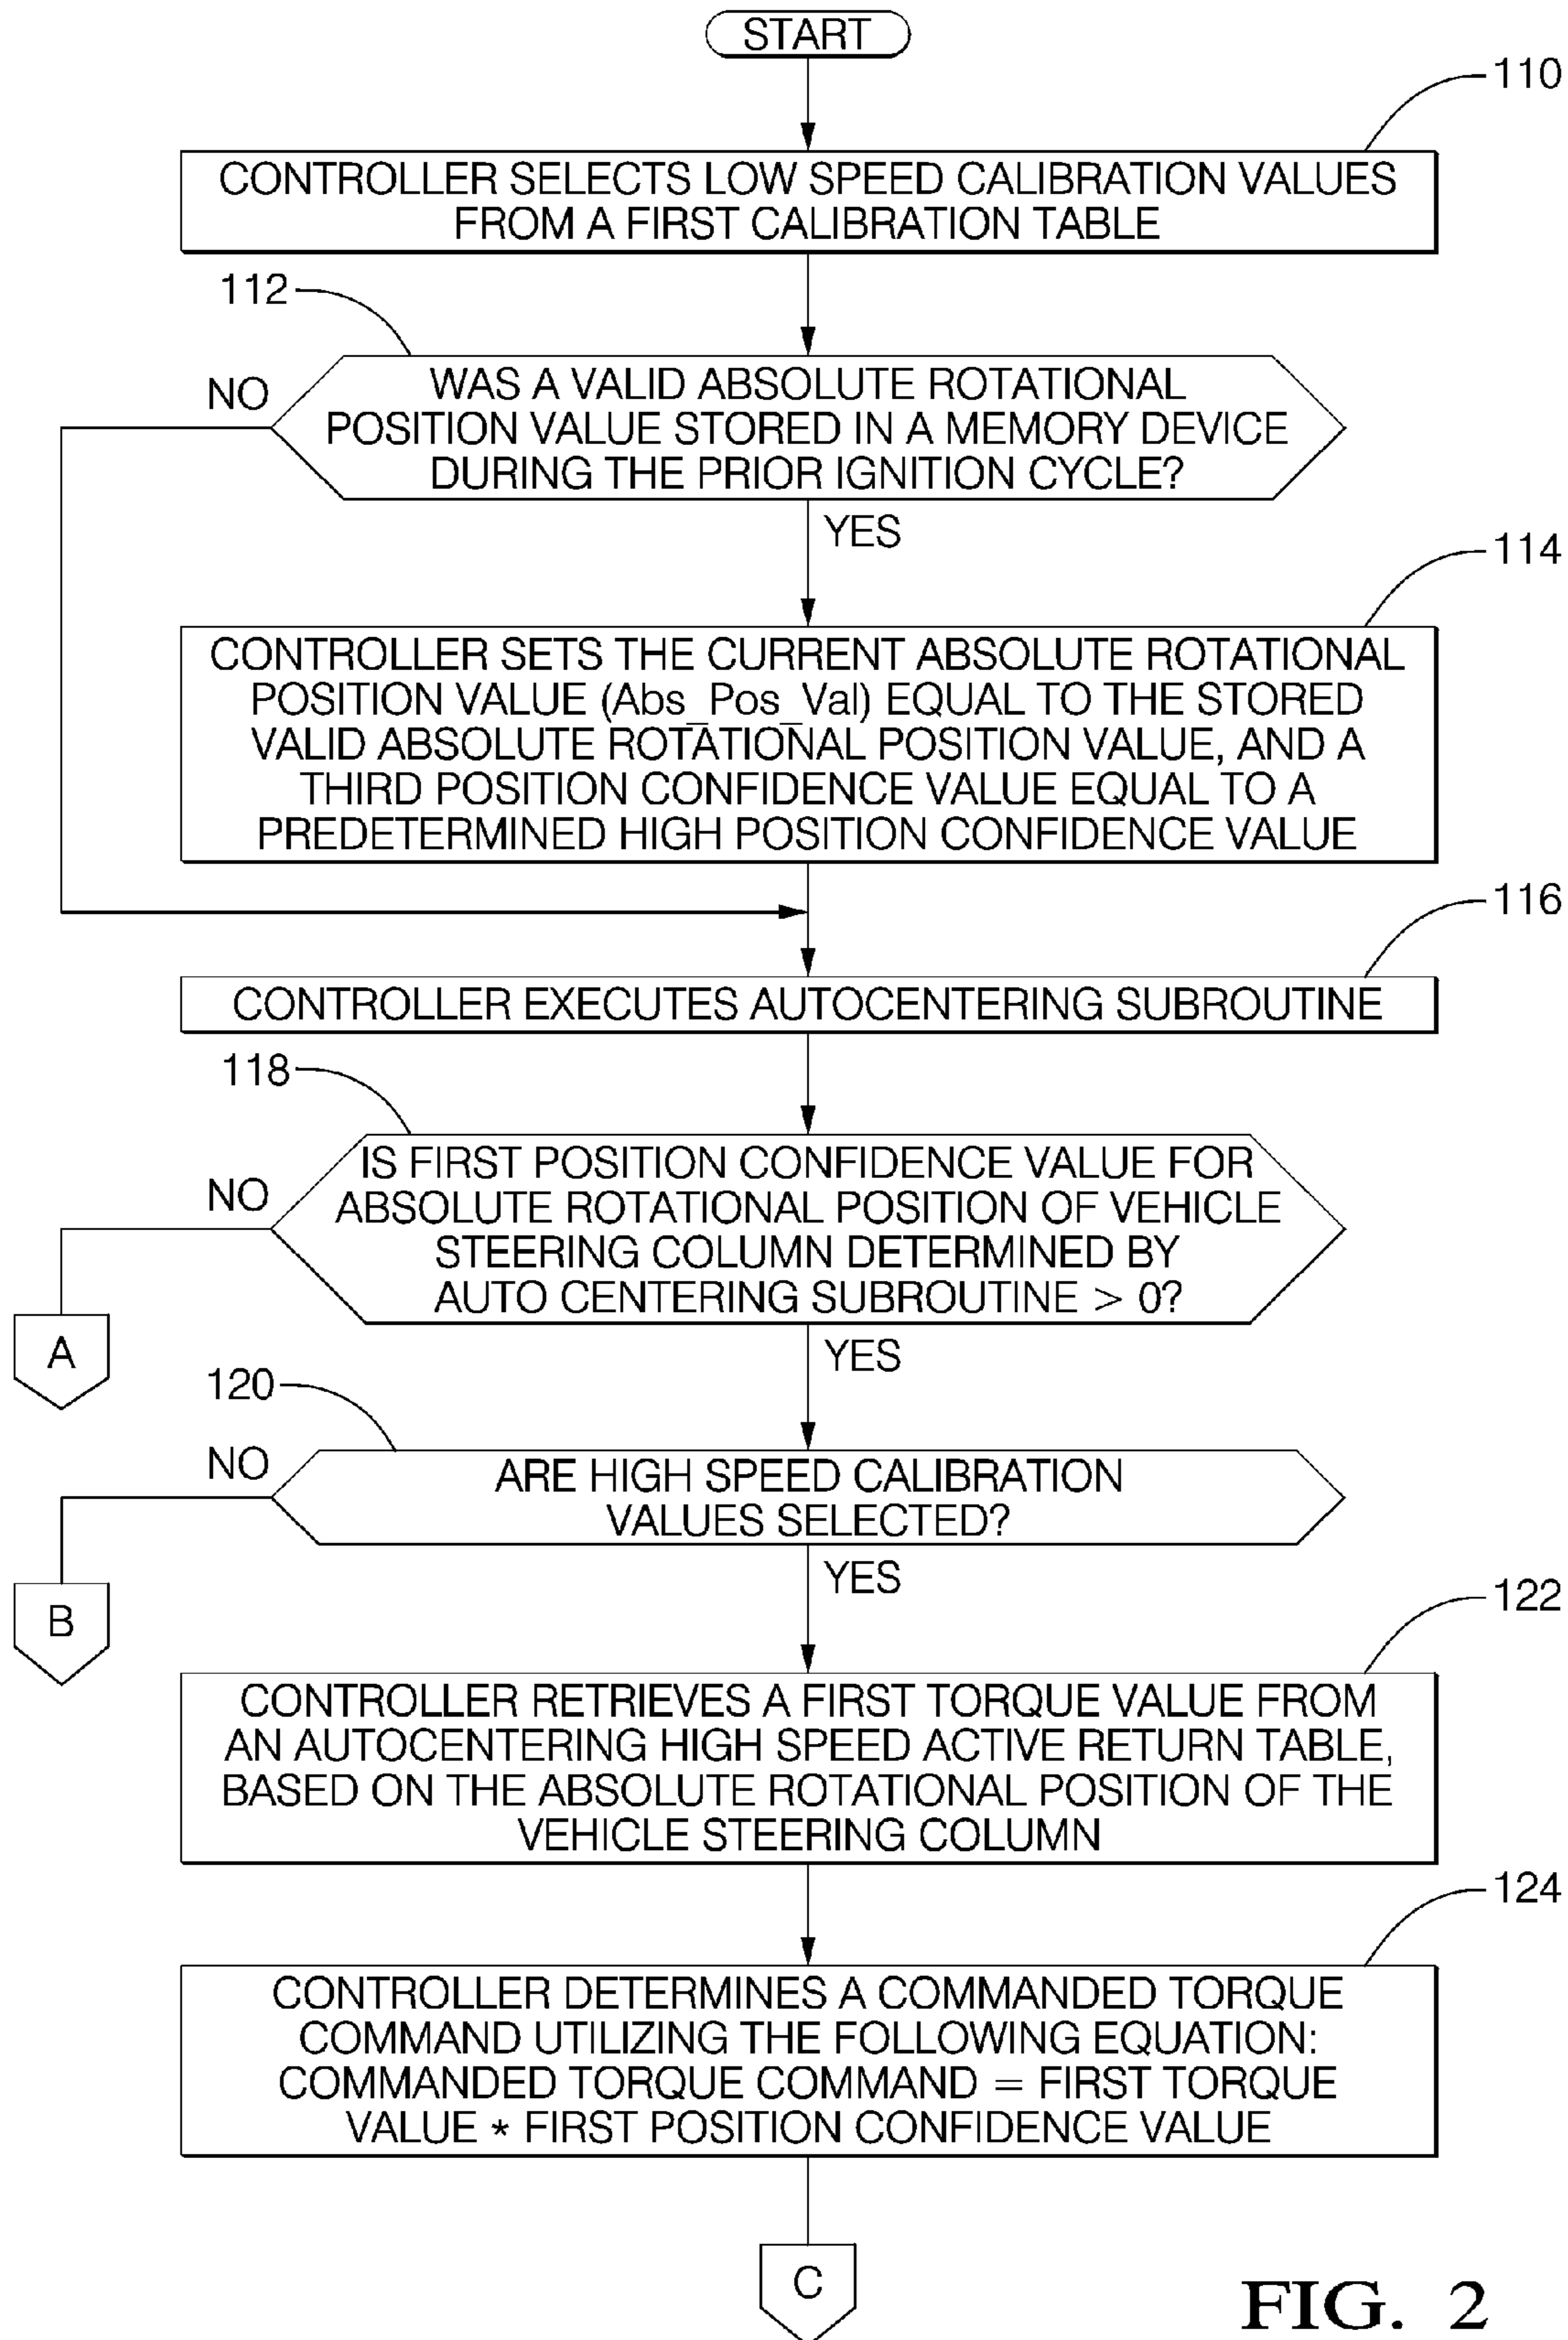 START
110
CONTROLLER SELECTS LOW SPEED CALIBRATION VALUES
FROM A FIRST CALIBRATION TABLE
112
NO
WAS A VALID ABSOLUTE ROTATIONAL
POSITION VALUE STORED IN A MEMORY DEVICE
DURING THE PRIOR IGNITION CYCLE?
YES
114
CONTROLLER SETS THE CURRENT ABSOLUTE ROTATIONAL
POSITION VALUE (Abs_Pos_Val) EQUAL TO THE STORED
VALID ABSOLUTE ROTATIONAL POSITION VALUE, AND A
THIRD POSITION CONFIDENCE VALUE EQUAL TO A
PREDETERMINED HIGH POSITION CONFIDENCE VALUE
116
CONTROLLER EXECUTES AUTOCENTERING SUBROUTINE
118
NO
IS FIRST POSITION CONFIDENCE VALUE FOR
ABSOLUTE ROTATIONAL POSITION OF VEHICLE
STEERING COLUMN DETERMINED BY
AUTO CENTERING SUBROUTINE > 0?
A
YES
120
NO
ARE HIGH SPEED CALIBRATION
VALUES SELECTED?
B
YES
122
CONTROLLER RETRIEVES A FIRST TORQUE VALUE FROM
AN AUTOCENTERING HIGH SPEED ACTIVE RETURN TABLE,
BASED ON THE ABSOLUTE ROTATIONAL POSITION OF THE
VEHICLE STEERING COLUMN
124
CONTROLLER DETERMINES A COMMANDED TORQUE
COMMAND UTILIZING THE FOLLOWING EQUATION:
COMMANDED TORQUE COMMAND = FIRST TORQUE
VALUE * FIRST POSITION CONFIDENCE VALUE
C
FIG. 2